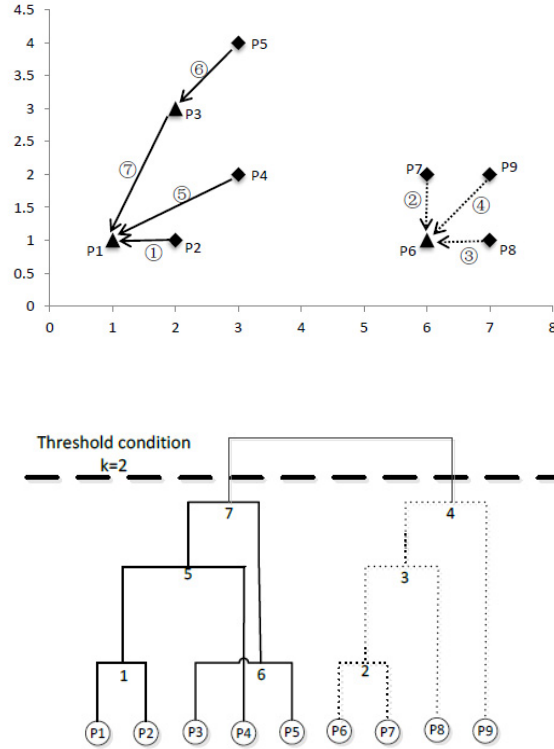 4.5
4
P5
⑥
3.5
3
P3
2.5
⑦
2
⑤
P4
P7
P9
②
④
1.5
1
P1
①
P2
P6
③
P8
0.5
0
0 1 2 3 4 5 6 7 8
Threshold condition
k=2
7
4
5
3
1
6
2
P1 P2 P3 P4 P5 P6 P7 P8 P9